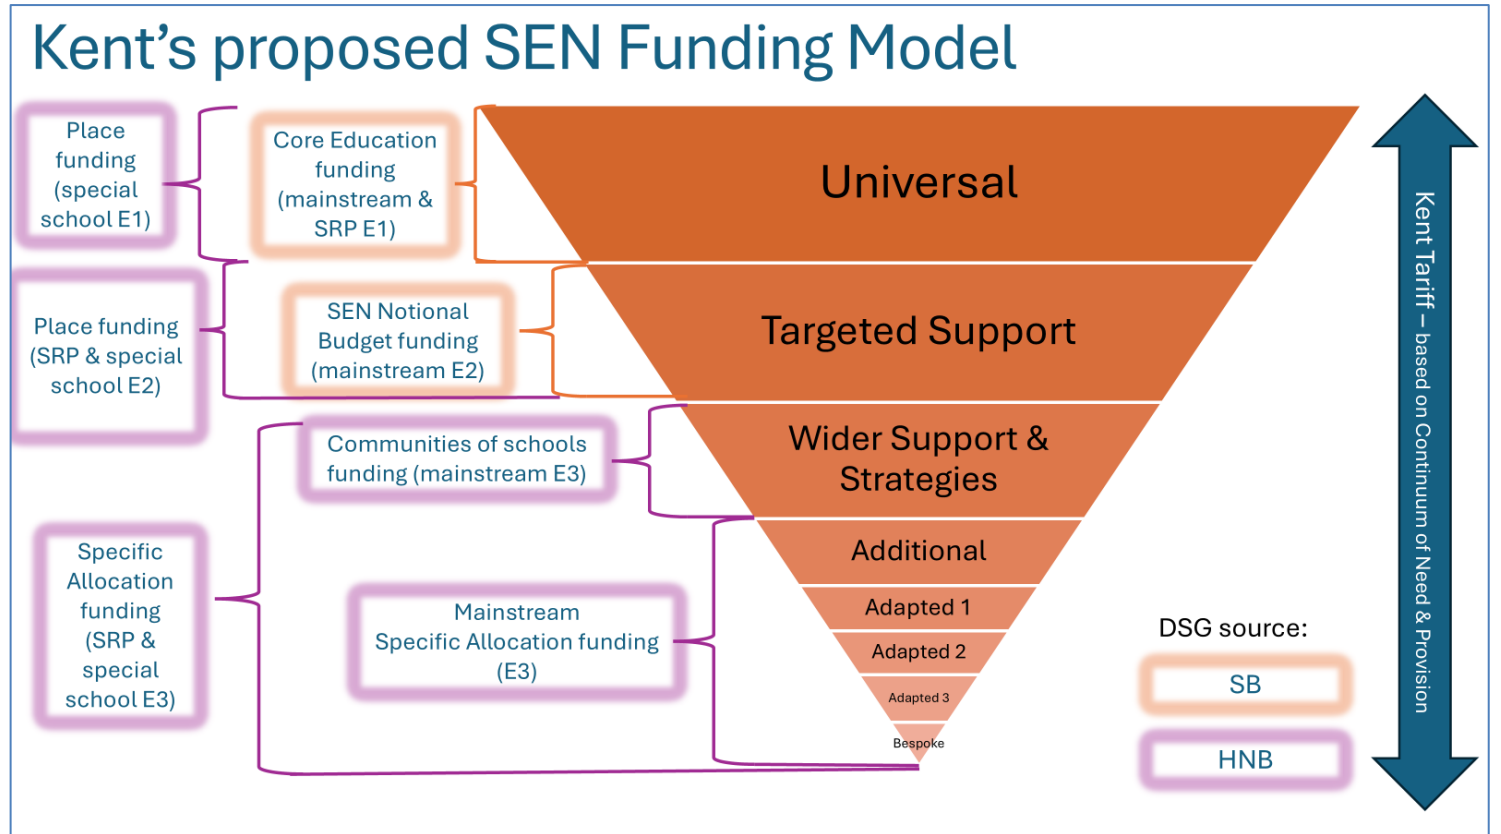 Kent's proposed SEN Funding Model
Place
funding
(special
school E1)
Core Education
funding
(mainstream &
SRP E1)
Universal
Place funding
(SRP & special
school E2)
SEN Notional
Budget funding
(mainstream E2)
Targeted Support
Communities of schools
funding (mainstream E3)
Wider Support &
Strategies
Specific
Allocation
funding
(SRP &
special
school E3)
Mainstream
Specific Allocation funding
(E3)
Additional
Adapted 1
Adapted 2
Adapted 3
Bespoke
DSG source:
SB
HNB
Kent Tariff – based on Continuum of Need & Provision